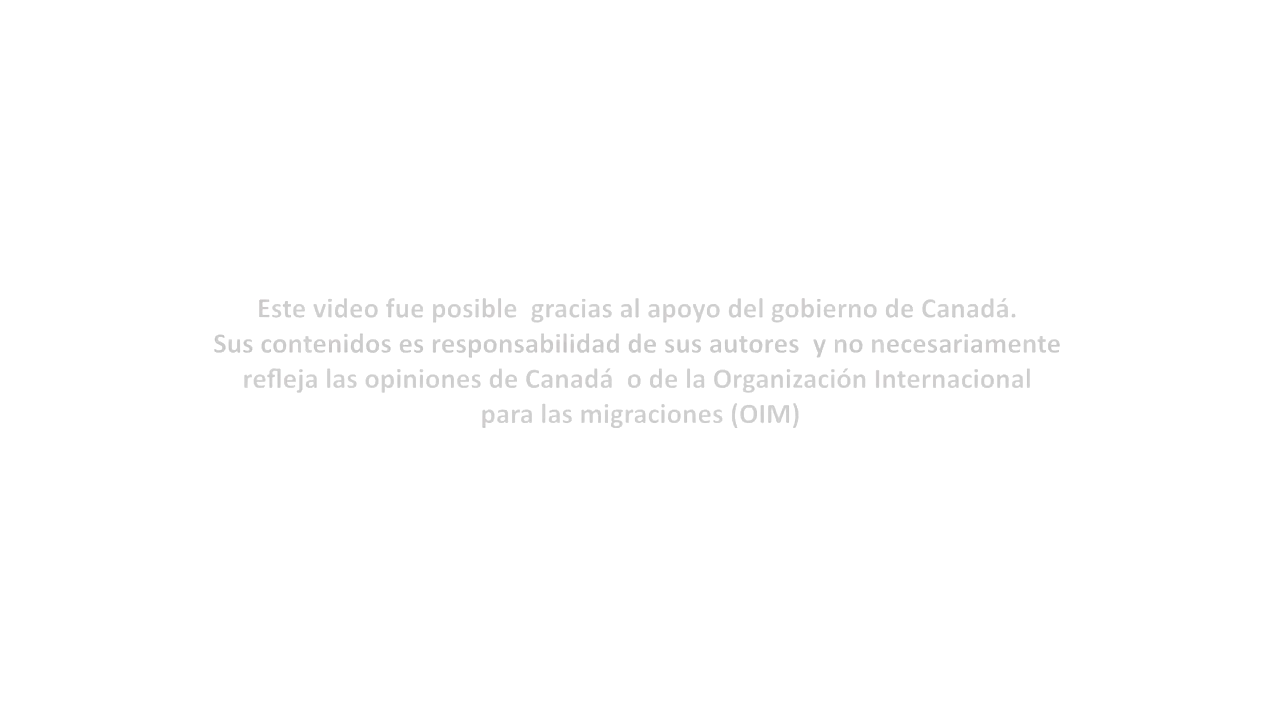 Este video fue posible  gracias al apoyo del gobierno de Canadá.
Sus contenidos es responsabilidad de sus autores  y no necesariamente
refleja las opiniones de Canadá  o de la Organización Internacional
para las migraciones (OIM)